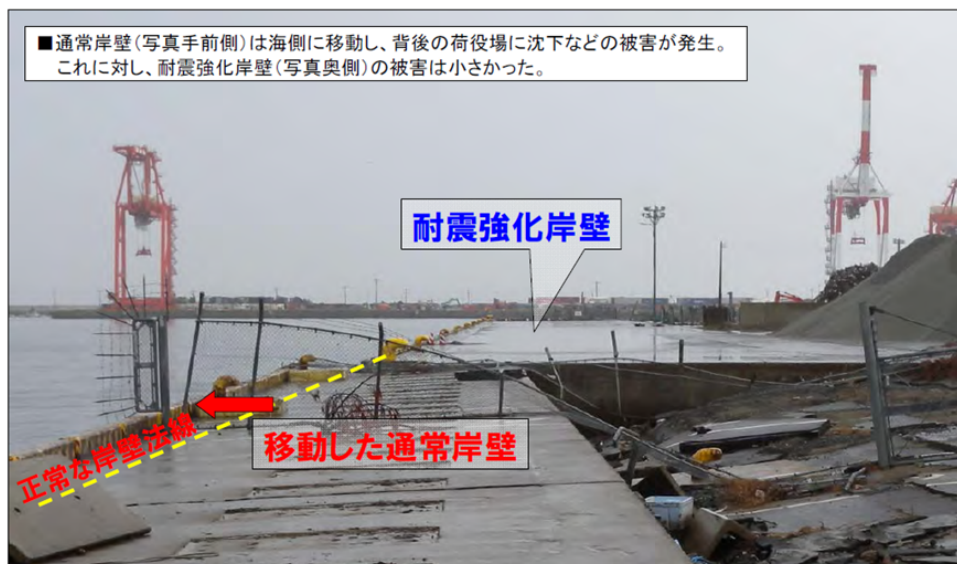 ■通常岸壁(写真手前側)は海側に移動し、背後の荷役場に沈下などの被害が発生。
これに対し、耐震強化岸壁(写真奥側)の被害は小さかった。
耐震強化岸壁
移動した通常岸壁
正常な岸壁法線